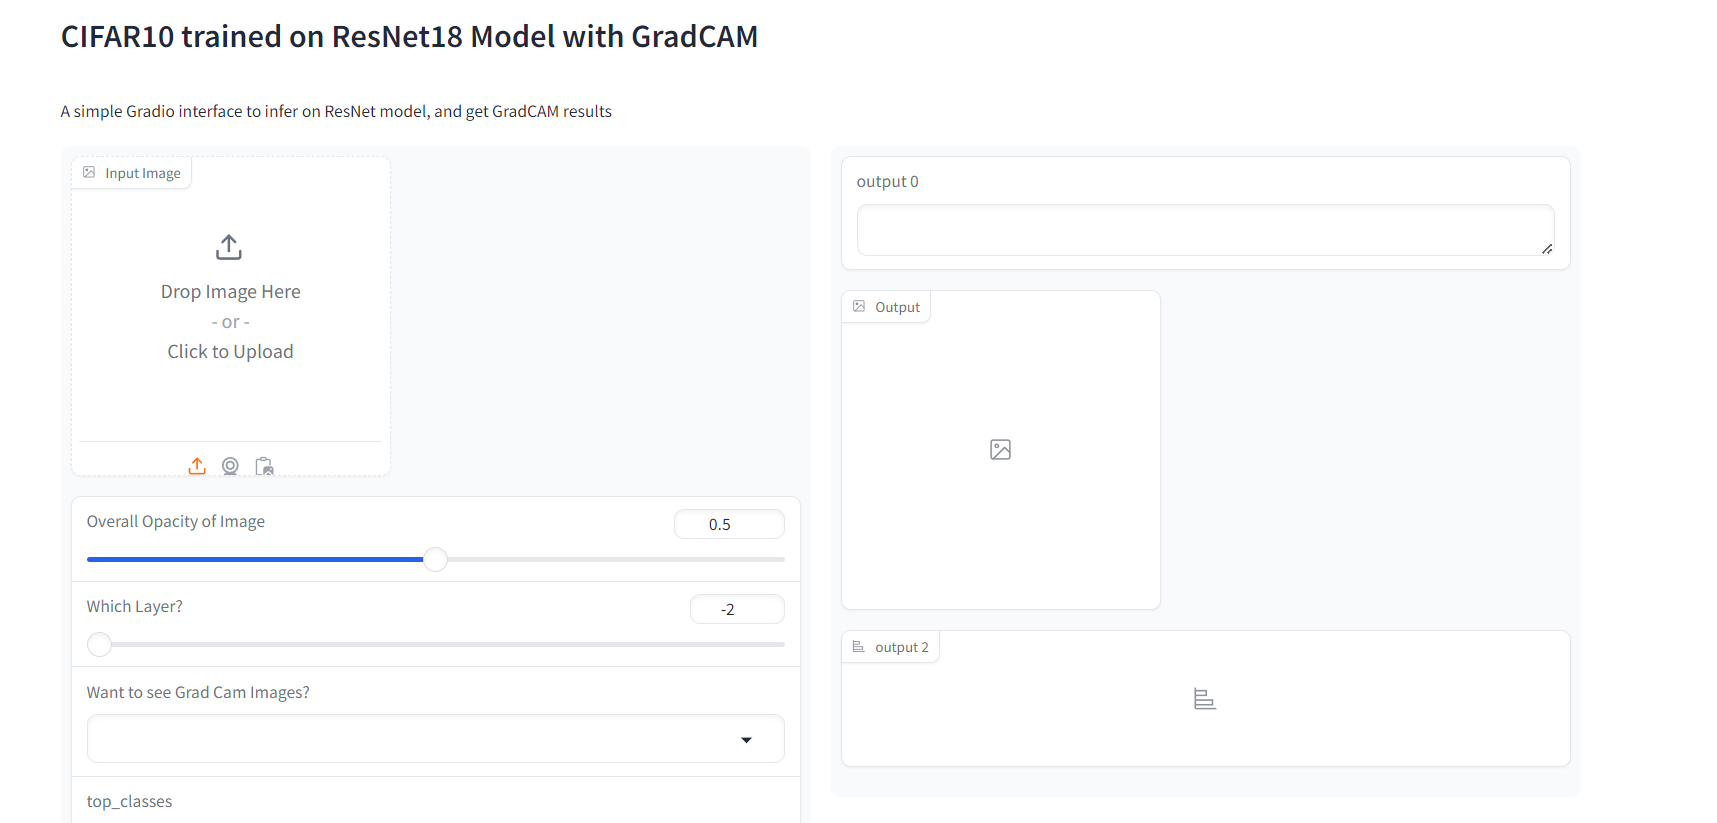 CIFAR10 trained on ResNet18 Model with GradCAM
A simple Gradio interface to infer on ResNet model, and get GradCAM results
Input Image
Drop Image Here
- or -
Click to Upload
Overall Opacity of Image
0.5
Which Layer?
-2
Want to see Grad Cam Images?
top_classes
output 0
Output
output 2